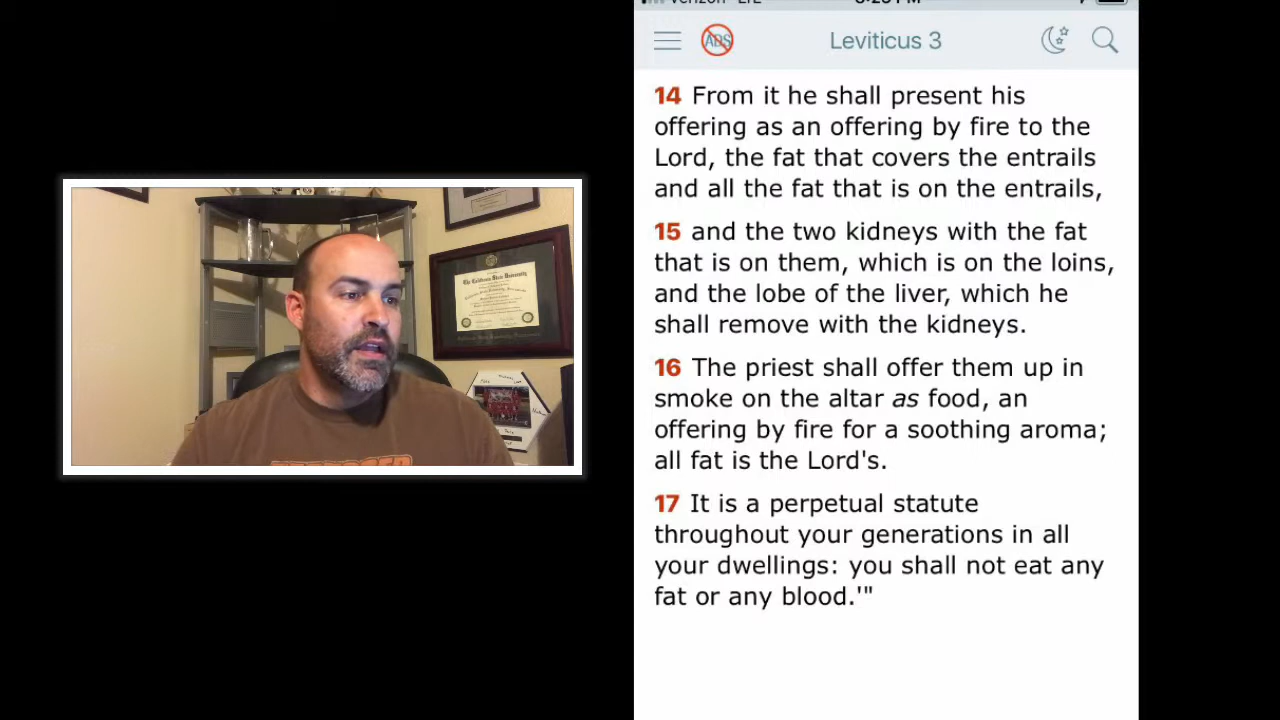 Leviticus 3
ADS
14 From it he shall present his
offering as an offering by fire to the
Lord, the fat that covers the entrails
and all the fat that is on the entrails,
15 and the two kidneys with the fat
that is on them, which is on the loins,
and the lobe of the liver, which he
shall remove with the kidneys.
16 The priest shall offer them up in
smoke on the altar as food, an
offering by fire for a soothing aroma;
all fat is the Lord's.
17 It is a perpetual statute
throughout your generations in all
your dwellings: you shall not eat any
fat or any blood.'"
The California State University